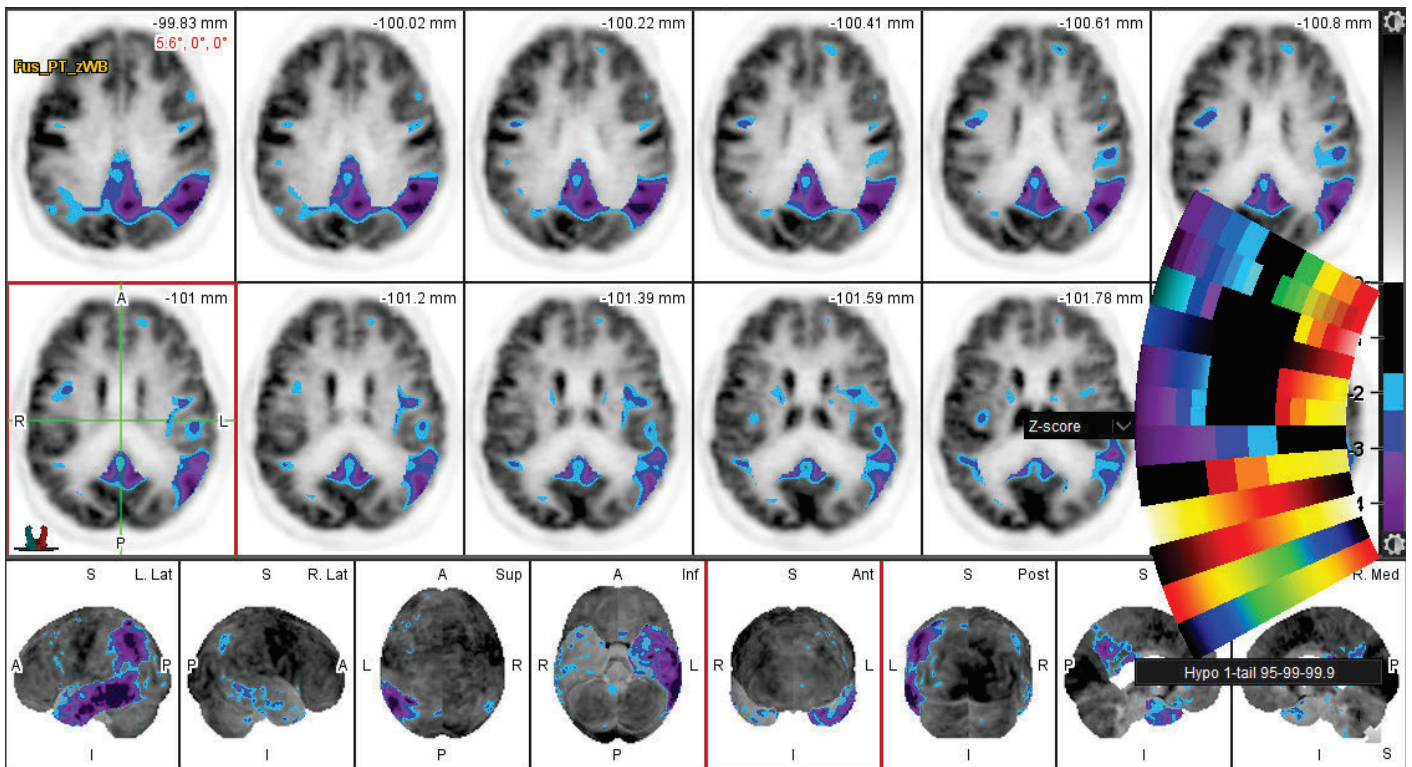 -99.83 mm
5.6°, 0°, 0°
Fus_PT_zWB
-100.02 mm
-100.22 mm
-100.41 mm
-100.61 mm
-100.8 mm
-101 mm
A
R
L
P
-101.2 mm
-101.39 mm
-101.59 mm
-101.78 mm
Z-score
-2
-3
S L. Lat
A P
I
S R. Lat
P A
I
A Sup
L R
P
A Inf
R L
P
S Ant
R L
I
S Post
L R
I
S
P
I
R. Med
P
I
S
Hypo 1-tail 95-99-99.9